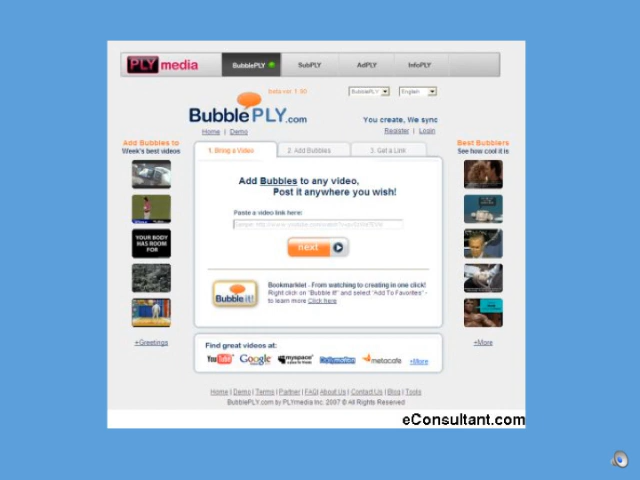 PLY media
BubblePLY SubPLY AdPLY InfoPLY
beta ver 1.40
BubblePLY English
BubblePLY.com
You create, We sync
Home | Demo
Register | Login
Add Bubbles to
Week's best videos
1. Bring a Video
2. Add Bubbles
3. Get a Link
Best Bubblers
See how cool it is
Add Bubbles to any video,
Post it anywhere you wish!
Paste a video link here:
YOUR BODY
HAS ROOM
FOR
next
Bubble it!
Bookmarklet - From watching to creating in one click!
Right click on "Bubble it!" and select "Add To Favorites" -
to learn more Click here
+Greetings
+More
Find great videos at:
YouTube Google myspace Dailymotion metacafe +More
Home | Demo | Terms | Partner | FAQ | About Us | Contact Us | Blog | Tools
BubblePLY.com by PLYmedia Inc. 2007 © All Rights Reserved
eConsultant.com